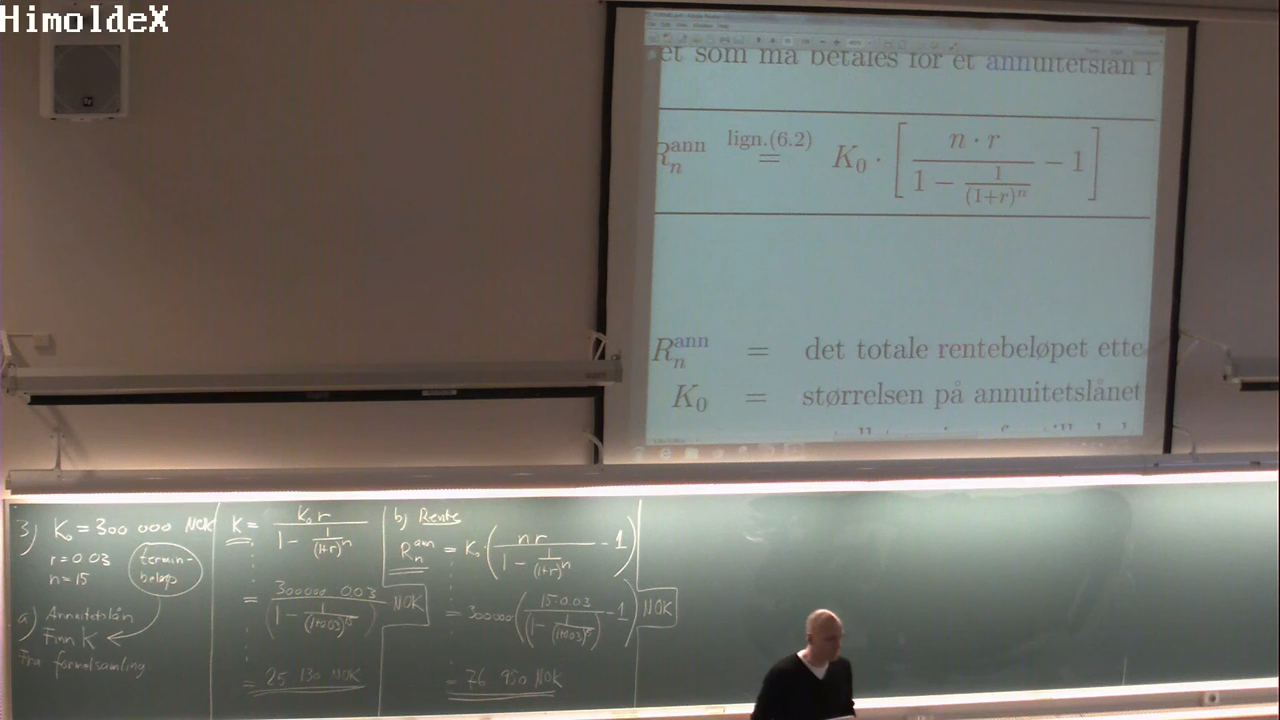 HimoldeX
et som må betales for et annuitetslån i
R_n^ann lign.(6.2) = K_0 · [ n · r / (1 − 1/(1+r)^n) − 1 ]
R_n^ann = det totale rentebeløpet ette
K_0 = størrelsen på annuitetslånet
3) K_0 = 300 000 NOK
r = 0.03
n = 15
termin-
beløp
a) Annuitetslån
Finn K
Fra formelsamling
K = K_0 r / (1 − 1/(1+r)^n)
= 300000 · 0.03 / (1 − 1/(1+0.03)^15) NOK
= 25 130 NOK
b) Rente
R_n^ann = K_0 · ( n r / (1 − 1/(1+r)^n) − 1 )
= 300000 ( 15 · 0.03 / (1 − 1/(1+0.03)^15) − 1 ) NOK
= 76 950 NOK